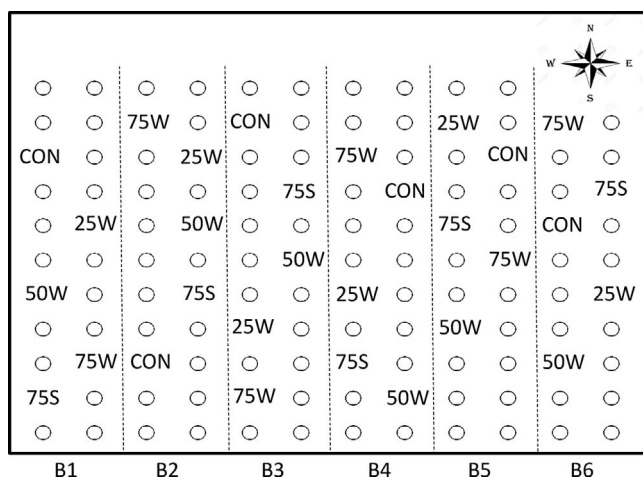 N
W E
S
75W CON 25W 75W
CON 25W 75W CON
75S CON 75S
25W 50W 75S CON
50W 75W
50W 75S 25W 25W
25W 50W
75W CON 75S 50W
75S 75W 50W
B1 B2 B3 B4 B5 B6